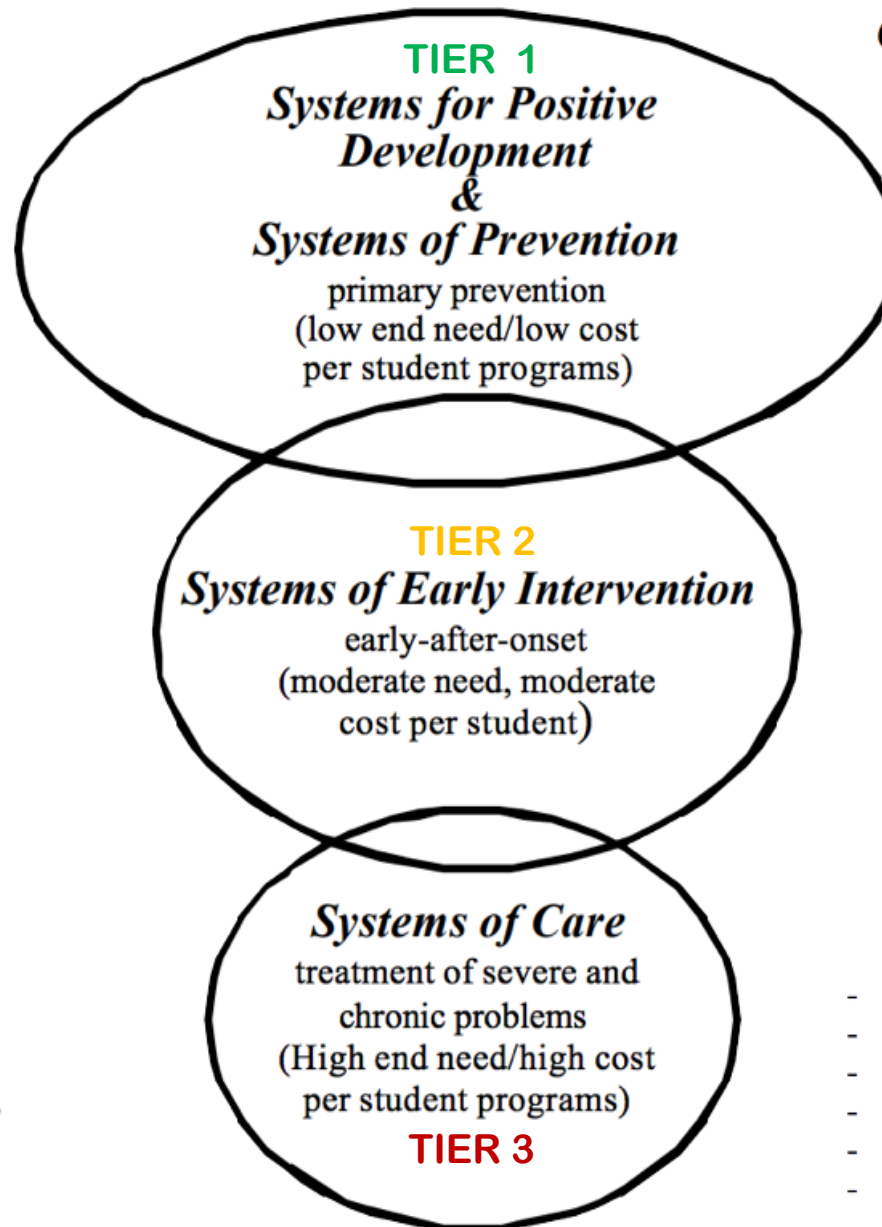 TIER 1
Systems for Positive
Development
&
Systems of Prevention
primary prevention
(low end need/low cost
per student programs)
TIER 2
Systems of Early Intervention
early-after-onset
(moderate need, moderate
cost per student)
Systems of Care
treatment of severe and
chronic problems
(High end need/high cost
per student programs)
TIER 3
-
-
-
-
-
-